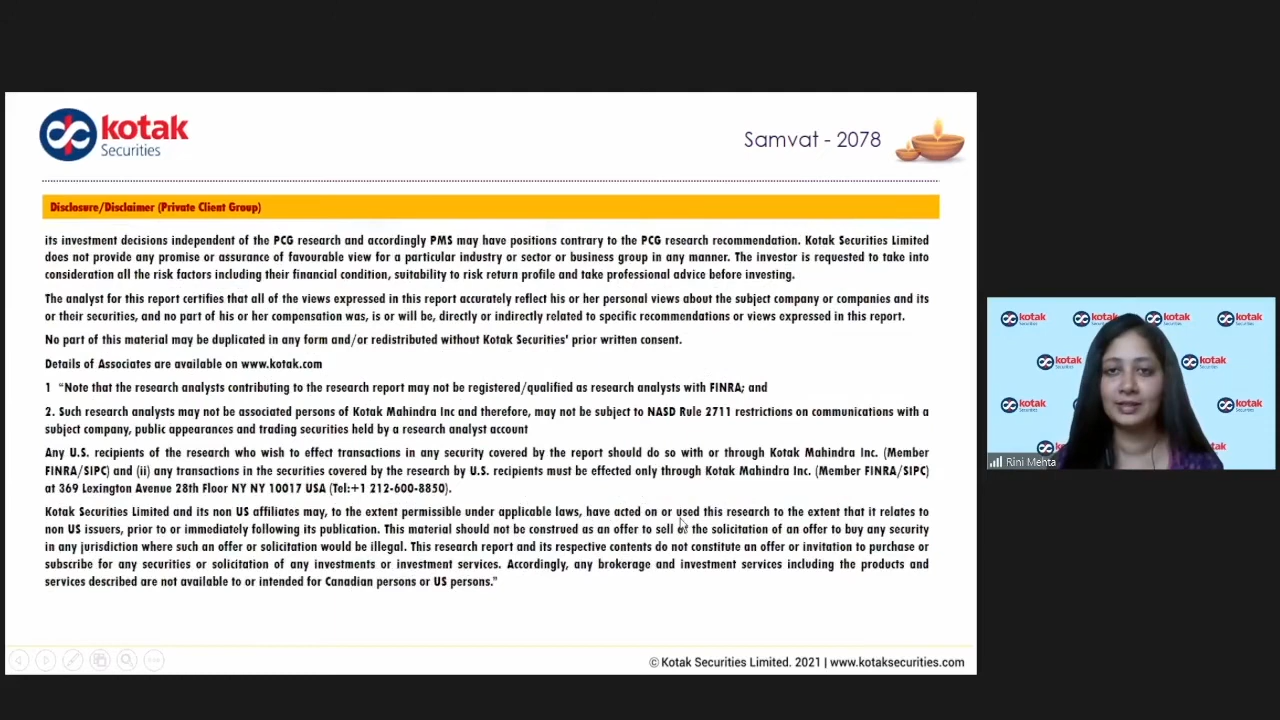 kotak
Securities
Samvat - 2078
Disclosure/Disclaimer (Private Client Group)
its investment decisions independent of the PCG research and accordingly PMS may have positions contrary to the PCG research recommendation. Kotak Securities Limited
does not provide any promise or assurance of favourable view for a particular industry or sector or business group in any manner. The investor is requested to take into
consideration all the risk factors including their financial condition, suitability to risk return profile and take professional advice before investing.
The analyst for this report certifies that all of the views expressed in this report accurately reflect his or her personal views about the subject company or companies and its
or their securities, and no part of his or her compensation was, is or will be, directly or indirectly related to specific recommendations or views expressed in this report.
No part of this material may be duplicated in any form and/or redistributed without Kotak Securities' prior written consent.
Details of Associates are available on www.kotak.com
1 "Note that the research analysts contributing to the research report may not be registered/qualified as research analysts with FINRA; and
2. Such research analysts may not be associated persons of Kotak Mahindra Inc and therefore, may not be subject to NASD Rule 2711 restrictions on communications with a
subject company, public appearances and trading securities held by a research analyst account
Any U.S. recipients of the research who wish to effect transactions in any security covered by the report should do so with or through Kotak Mahindra Inc. (Member
FINRA/SIPC) and (ii) any transactions in the securities covered by the research by U.S. recipients must be effected only through Kotak Mahindra Inc. (Member FINRA/SIPC)
at 369 Lexington Avenue 28th Floor NY NY 10017 USA (Tel:+1 212-600-8850).
Kotak Securities Limited and its non US affiliates may, to the extent permissible under applicable laws, have acted on or used this research to the extent that it relates to
non US issuers, prior to or immediately following its publication. This material should not be construed as an offer to sell or the solicitation of an offer to buy any security
in any jurisdiction where such an offer or solicitation would be illegal. This research report and its respective contents do not constitute an offer or invitation to purchase or
subscribe for any securities or solicitation of any investments or investment services. Accordingly, any brokerage and investment services including the products and
services described are not available to or intended for Canadian persons or US persons."
© Kotak Securities Limited. 2021 | www.kotaksecurities.com
kotak
kotak
kotak
kotak
kotak
kotak
kotak
kotak
Rini Mehta